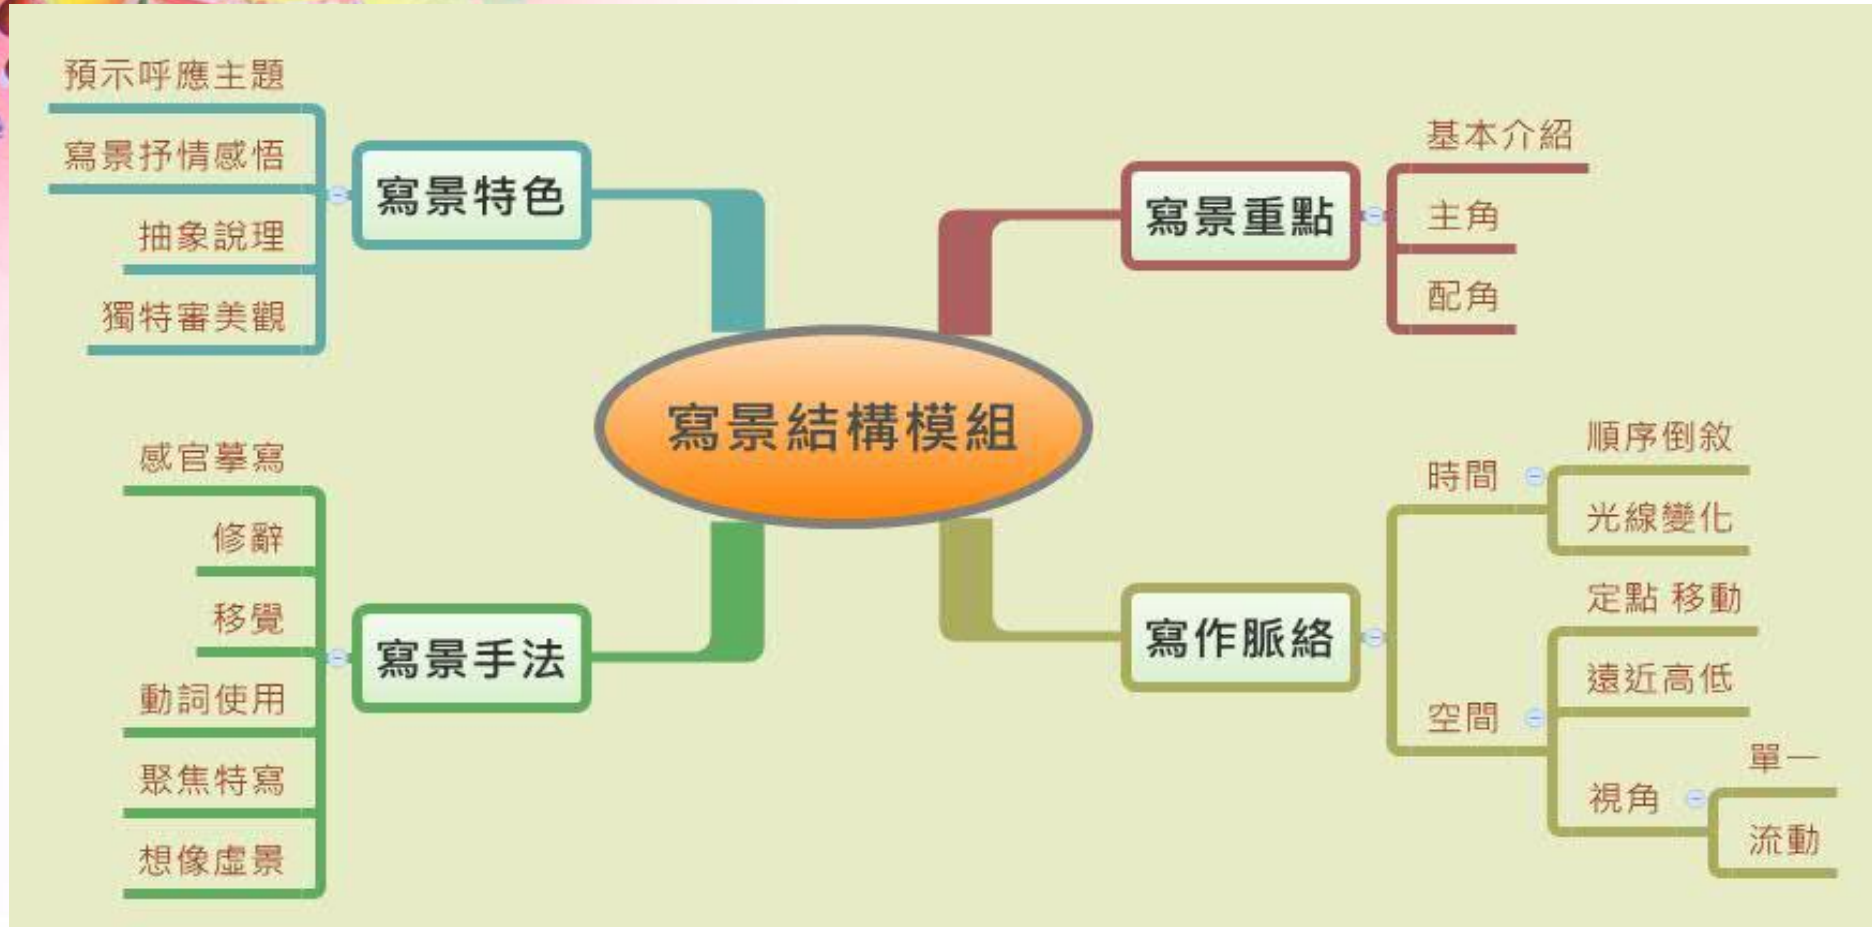 寫景結構模組
寫景特色
預示呼應主題
寫景抒情感悟
抽象說理
獨特審美觀
寫景手法
感官摹寫
修辭
移覺
動詞使用
聚焦特寫
想像虛景
寫景重點
基本介紹
主角
配角
寫作脈絡
時間
順序倒敘
光線變化
空間
定點 移動
遠近高低
視角
單一
流動